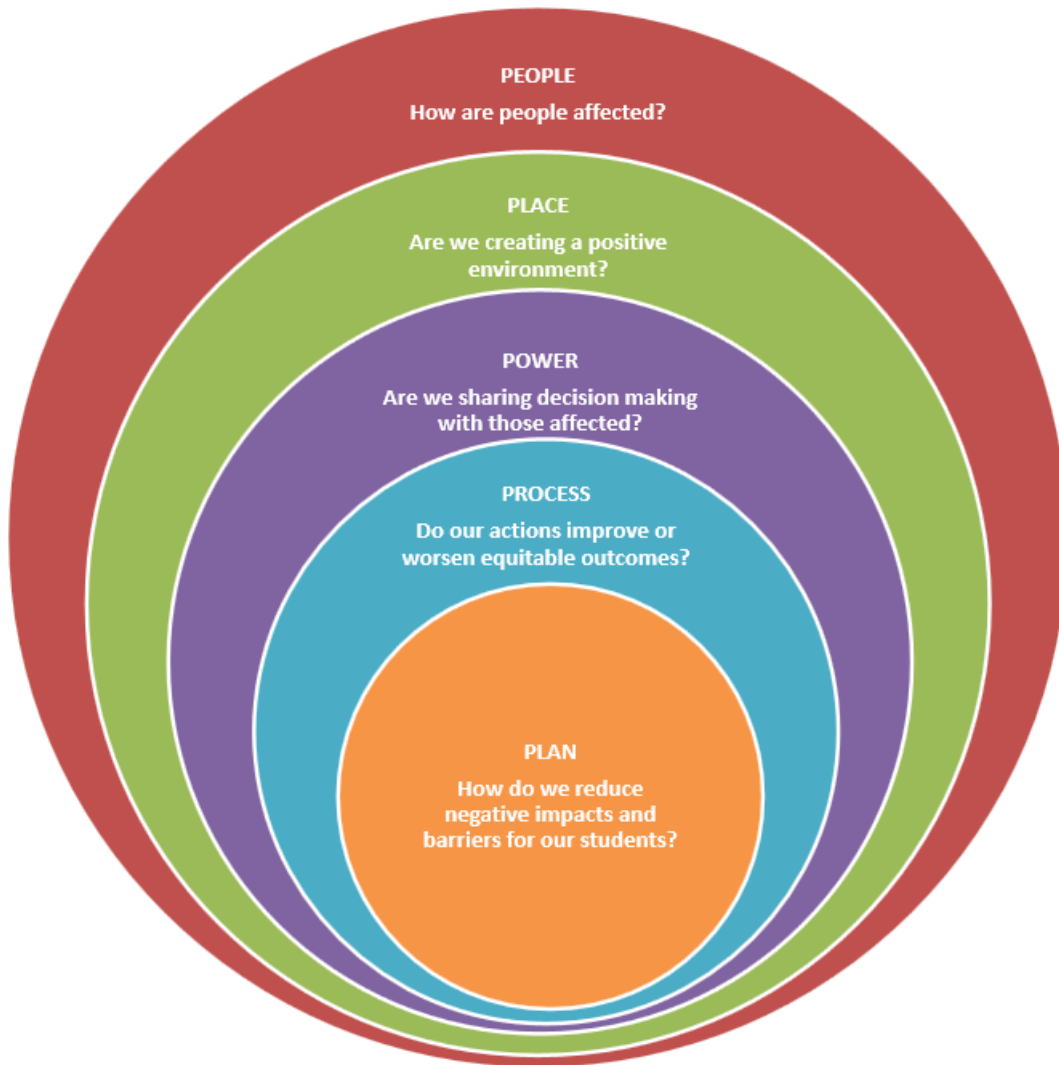 PEOPLE
How are people affected?
PLACE
Are we creating a positive
environment?
POWER
Are we sharing decision making
with those affected?
PROCESS
Do our actions improve or
worsen equitable outcomes?
PLAN
How do we reduce
negative impacts and
barriers for our students?